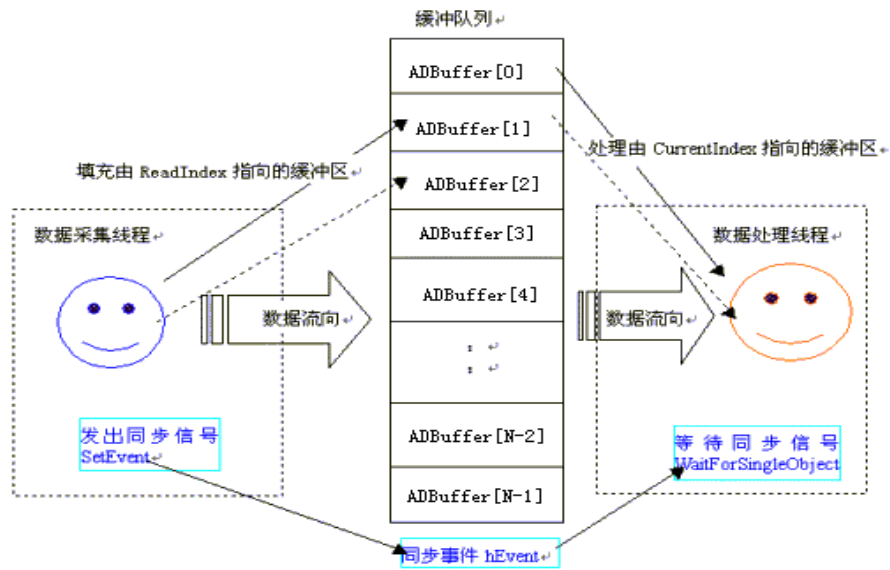 缓冲队列
ADBuffer[0]
ADBuffer[1]
处理由 CurrentIndex 指向的缓冲区
填充由 ReadIndex 指向的缓冲区
ADBuffer[2]
数据采集线程
ADBuffer[3]
数据处理线程
ADBuffer[4]
数据流向
数据流向
:
:
发出同步信号
SetEvent
ADBuffer[N-2]
等待同步信号
WaitForSingleObject
ADBuffer[N-1]
同步事件 hEvent